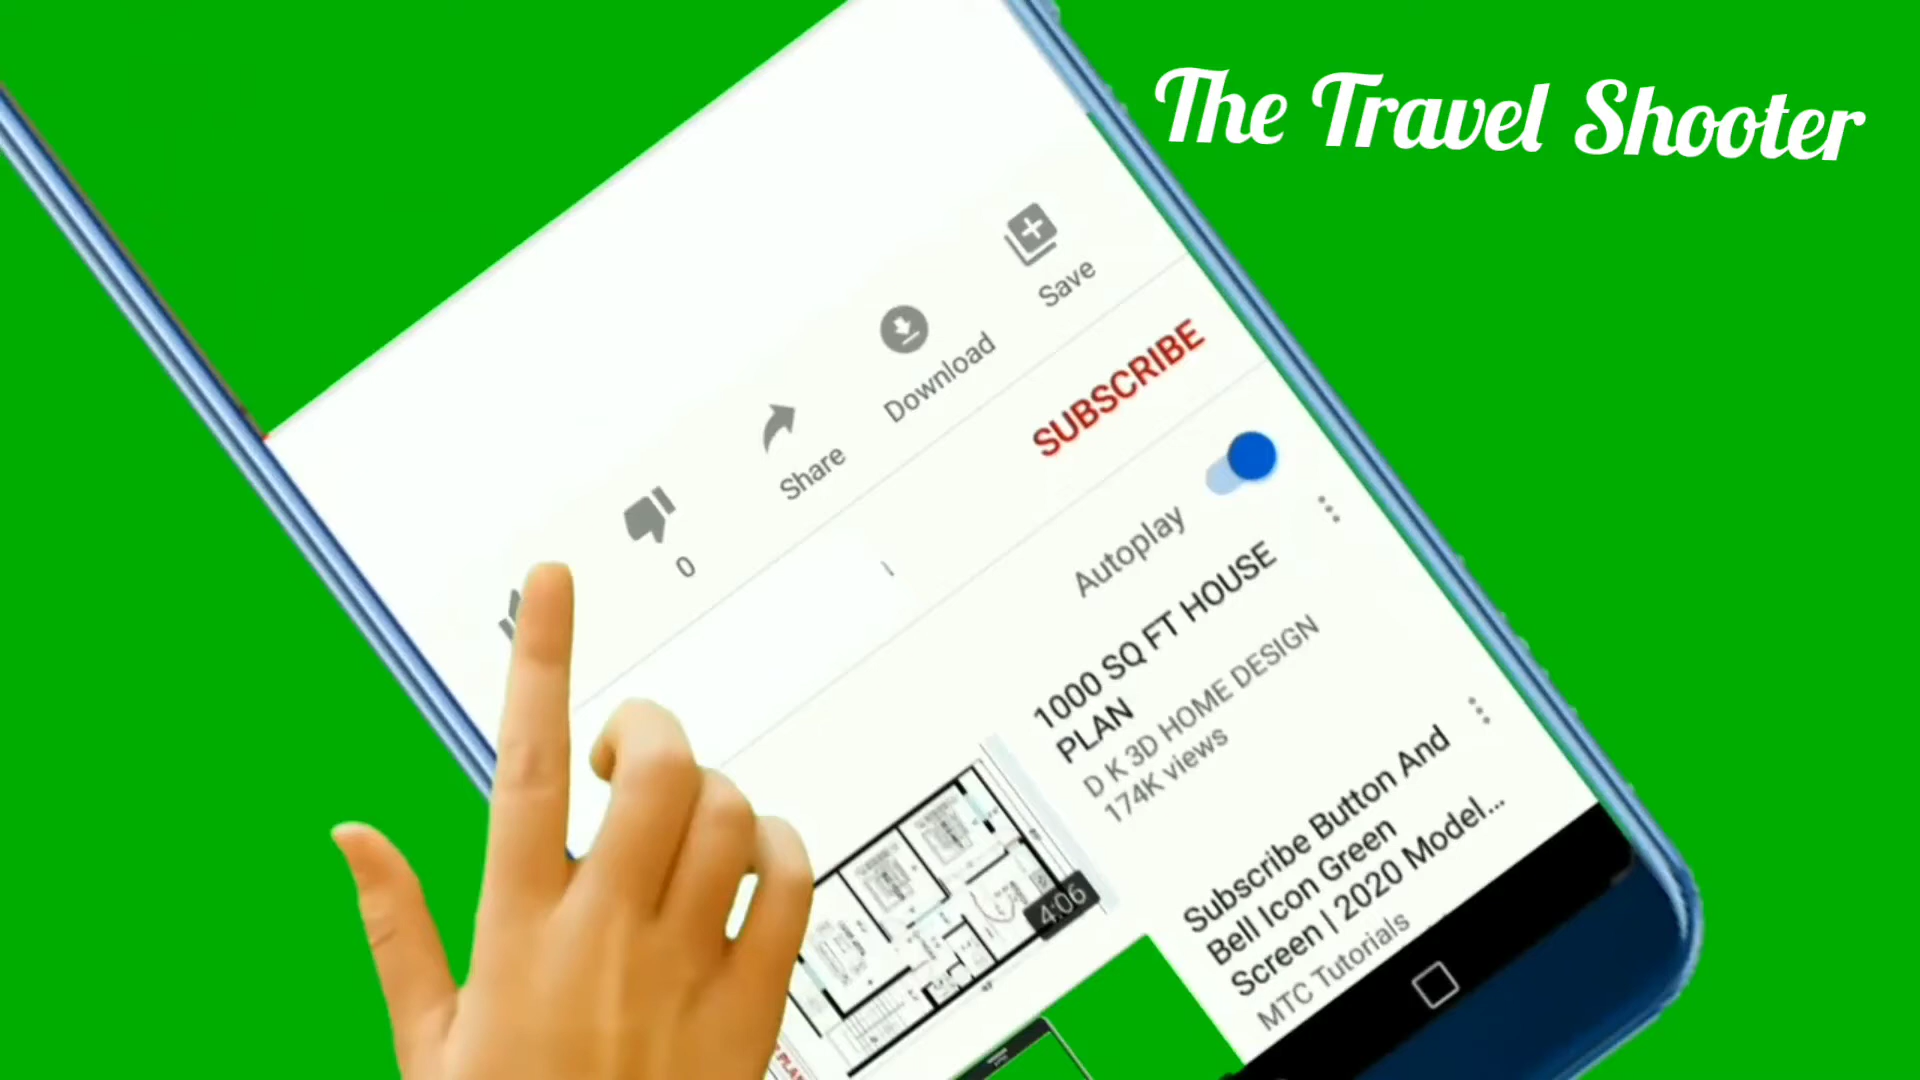 The Travel Shooter
Save
Download
Share
0
SUBSCRIBE
Autoplay
1000 SQ FT HOUSE
PLAN
D K 3D HOME DESIGN
174K views
4:06
Subscribe Button And
Bell Icon Green
Screen | 2020 Model...
MTC Tutorials